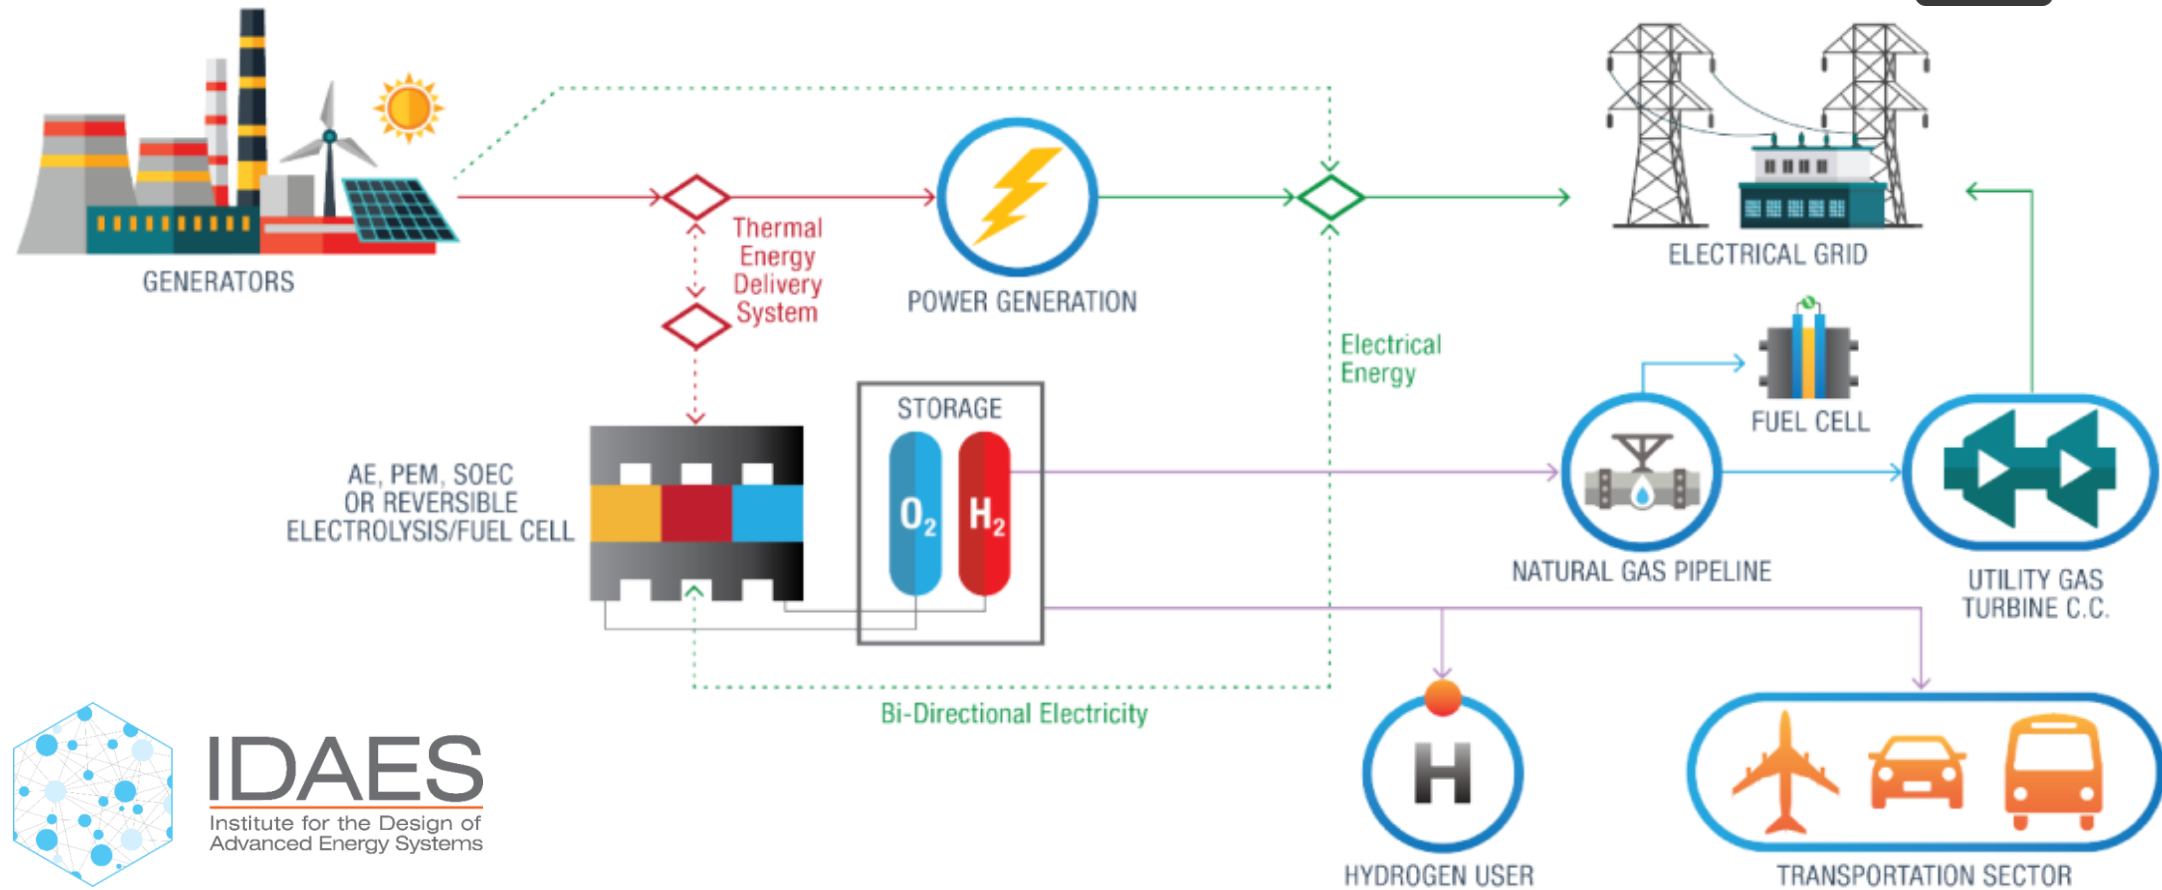 GENERATORS
Thermal
Energy
Delivery
System
POWER GENERATION
ELECTRICAL GRID
Electrical
Energy
FUEL CELL
STORAGE
O2
H2
AE, PEM, SOEC
OR REVERSIBLE
ELECTROLYSIS/FUEL CELL
NATURAL GAS PIPELINE
UTILITY GAS
TURBINE C.C.
Bi-Directional Electricity
H
HYDROGEN USER
TRANSPORTATION SECTOR
IDAES
Institute for the Design of
Advanced Energy Systems